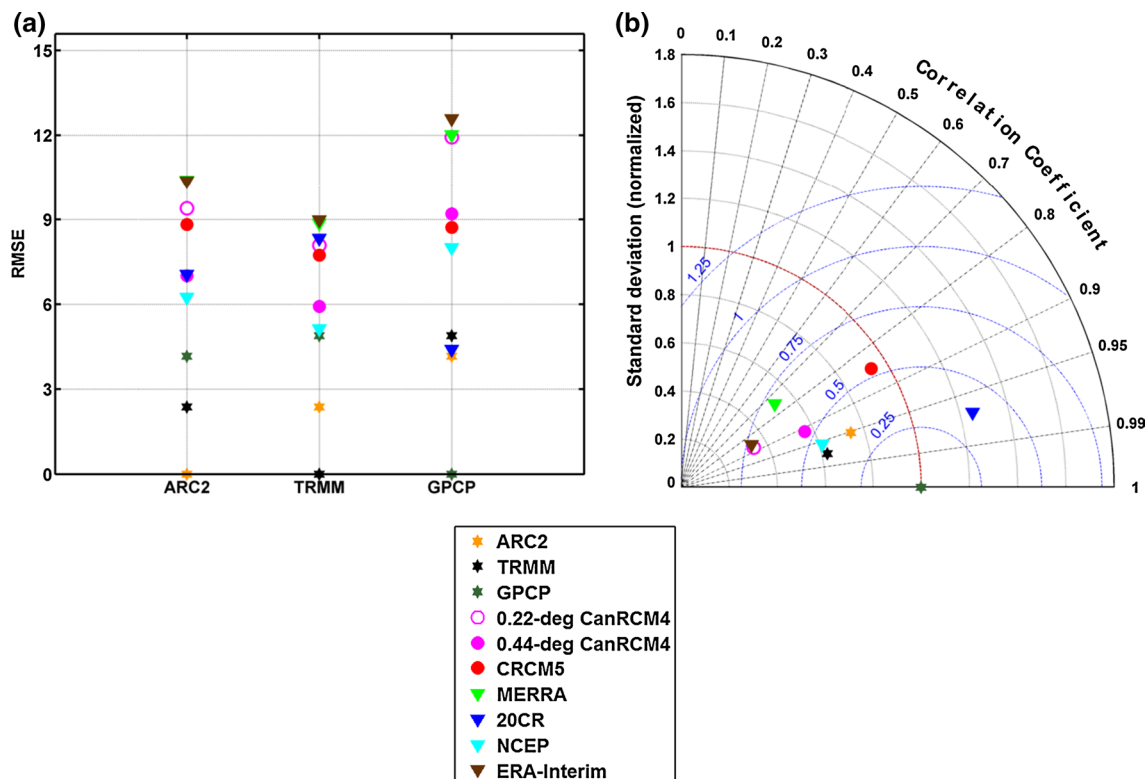 (a)
15
12
9
6
3
0
RMSE
ARC2 TRMM GPCP
(b)
0 0.1 0.2 0.3 0.4 0.5 0.6 0.7 0.8 0.9 0.95 0.99 1
Correlation Coefficient
Standard deviation (normalized)
1.8
1.6
1.4
1.2
1
0.8
0.6
0.4
0.2
0
1.25
1
0.75
0.5
0.25
ARC2
TRMM
GPCP
0.22-deg CanRCM4
0.44-deg CanRCM4
CRCM5
MERRA
20CR
NCEP
ERA-Interim